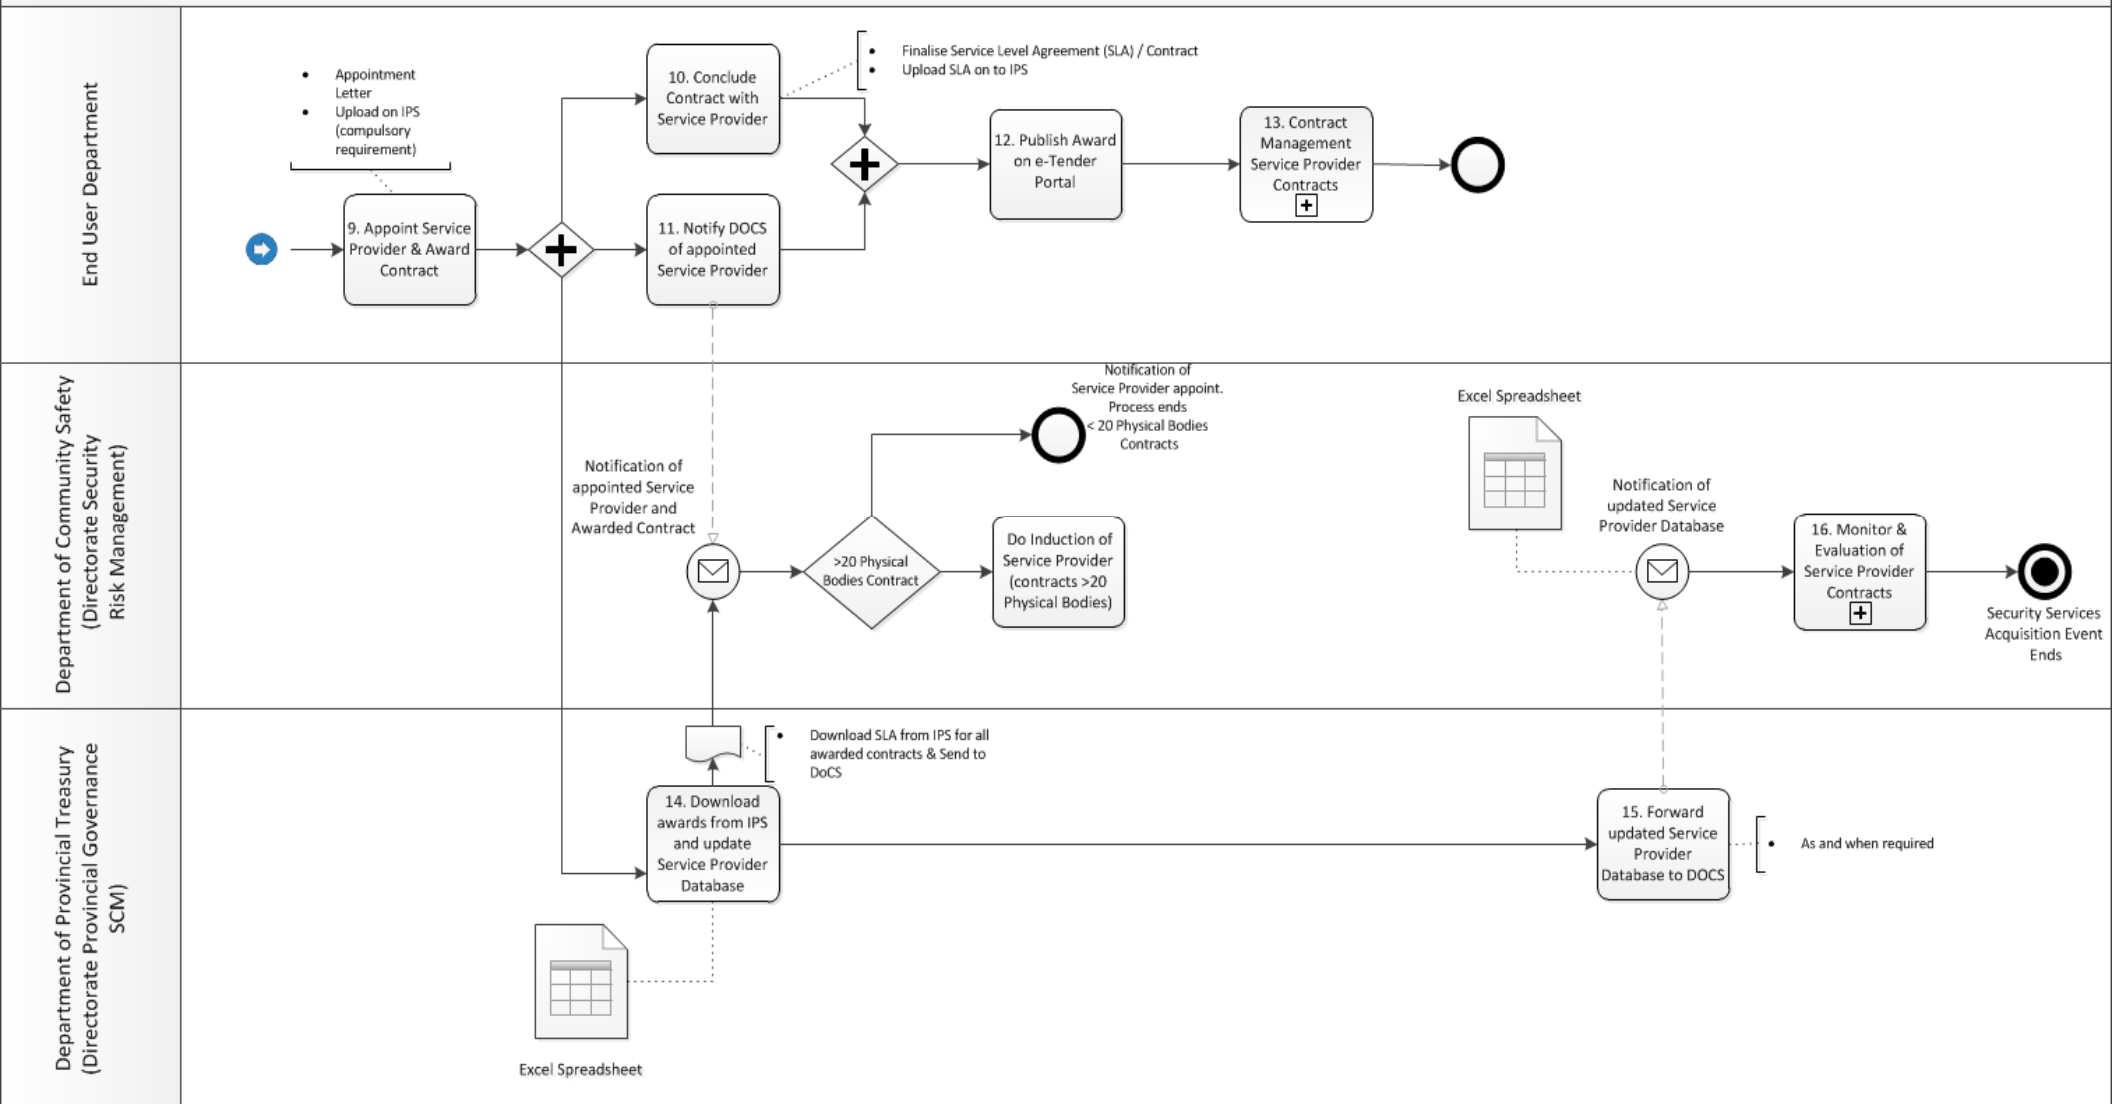 End User Department
Appointment
Letter
Upload on IPS
(compulsory
requirement)
9. Appoint Service
Provider & Award
Contract
10. Conclude
Contract with
Service Provider
Finalise Service Level Agreement (SLA) / Contract
Upload SLA on to IPS
11. Notify DOCS
of appointed
Service Provider
12. Publish Award
on e-Tender
Portal
13. Contract
Management
Service Provider
Contracts
Department of Community Safety
(Directorate Security
Risk Management)
Notification of
appointed Service
Provider and
Awarded Contract
>20 Physical
Bodies Contract
Notification of
Service Provider appoint.
Process ends
< 20 Physical Bodies
Contracts
Do Induction of
Service Provider
(contracts >20
Physical Bodies)
Excel Spreadsheet
Notification of
updated Service
Provider Database
16. Monitor &
Evaluation of
Service Provider
Contracts
Security Services
Acquisition Event
Ends
Department of Provincial Treasury
(Directorate Provincial Governance
SCM)
Download SLA from IPS for all
awarded contracts & Send to
DoCS
14. Download
awards from IPS
and update
Service Provider
Database
15. Forward
updated Service
Provider
Database to DOCS
As and when required
Excel Spreadsheet